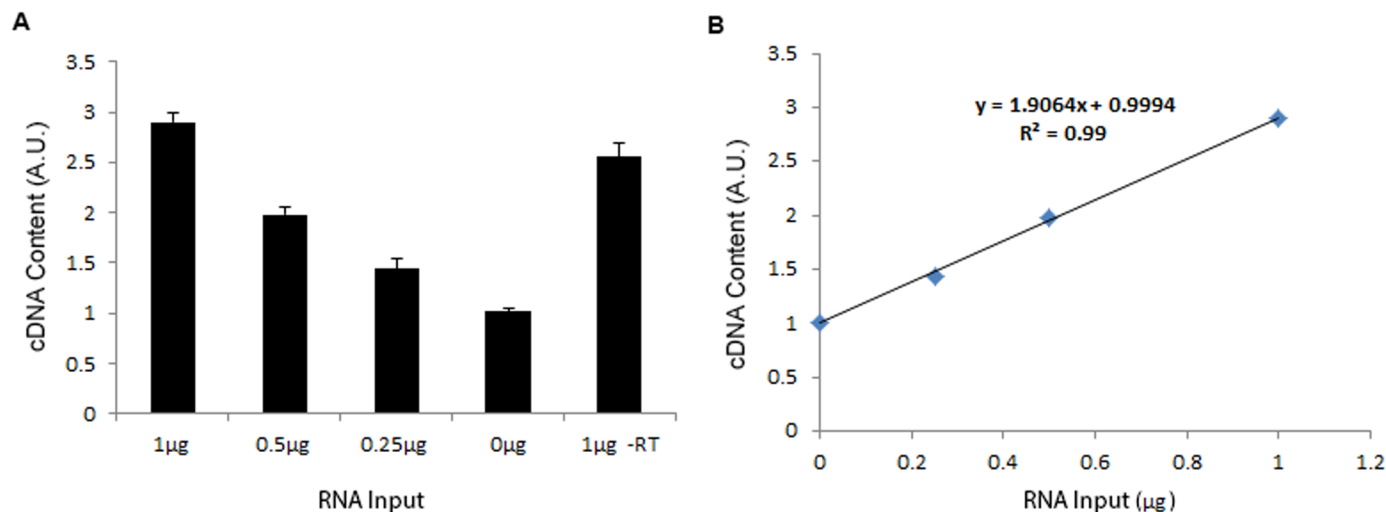 A
cDNA Content (A.U.)
3.5
3
2.5
2
1.5
1
0.5
0
1µg 0.5µg 0.25µg 0µg 1µg -RT
RNA Input
B
cDNA Content (A.U.)
3.5
3
2.5
2
1.5
1
0.5
0
y = 1.9064x + 0.9994
R² = 0.99
0 0.2 0.4 0.6 0.8 1 1.2
RNA Input (µg)